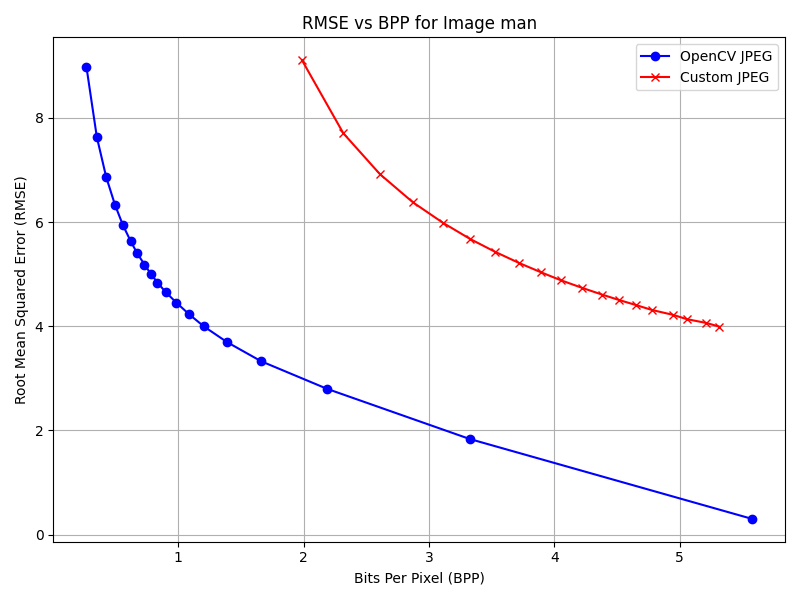 RMSE vs BPP for Image man
OpenCV JPEG
Custom JPEG
Root Mean Squared Error (RMSE)
8
6
4
2
0
1 2 3 4 5
Bits Per Pixel (BPP)